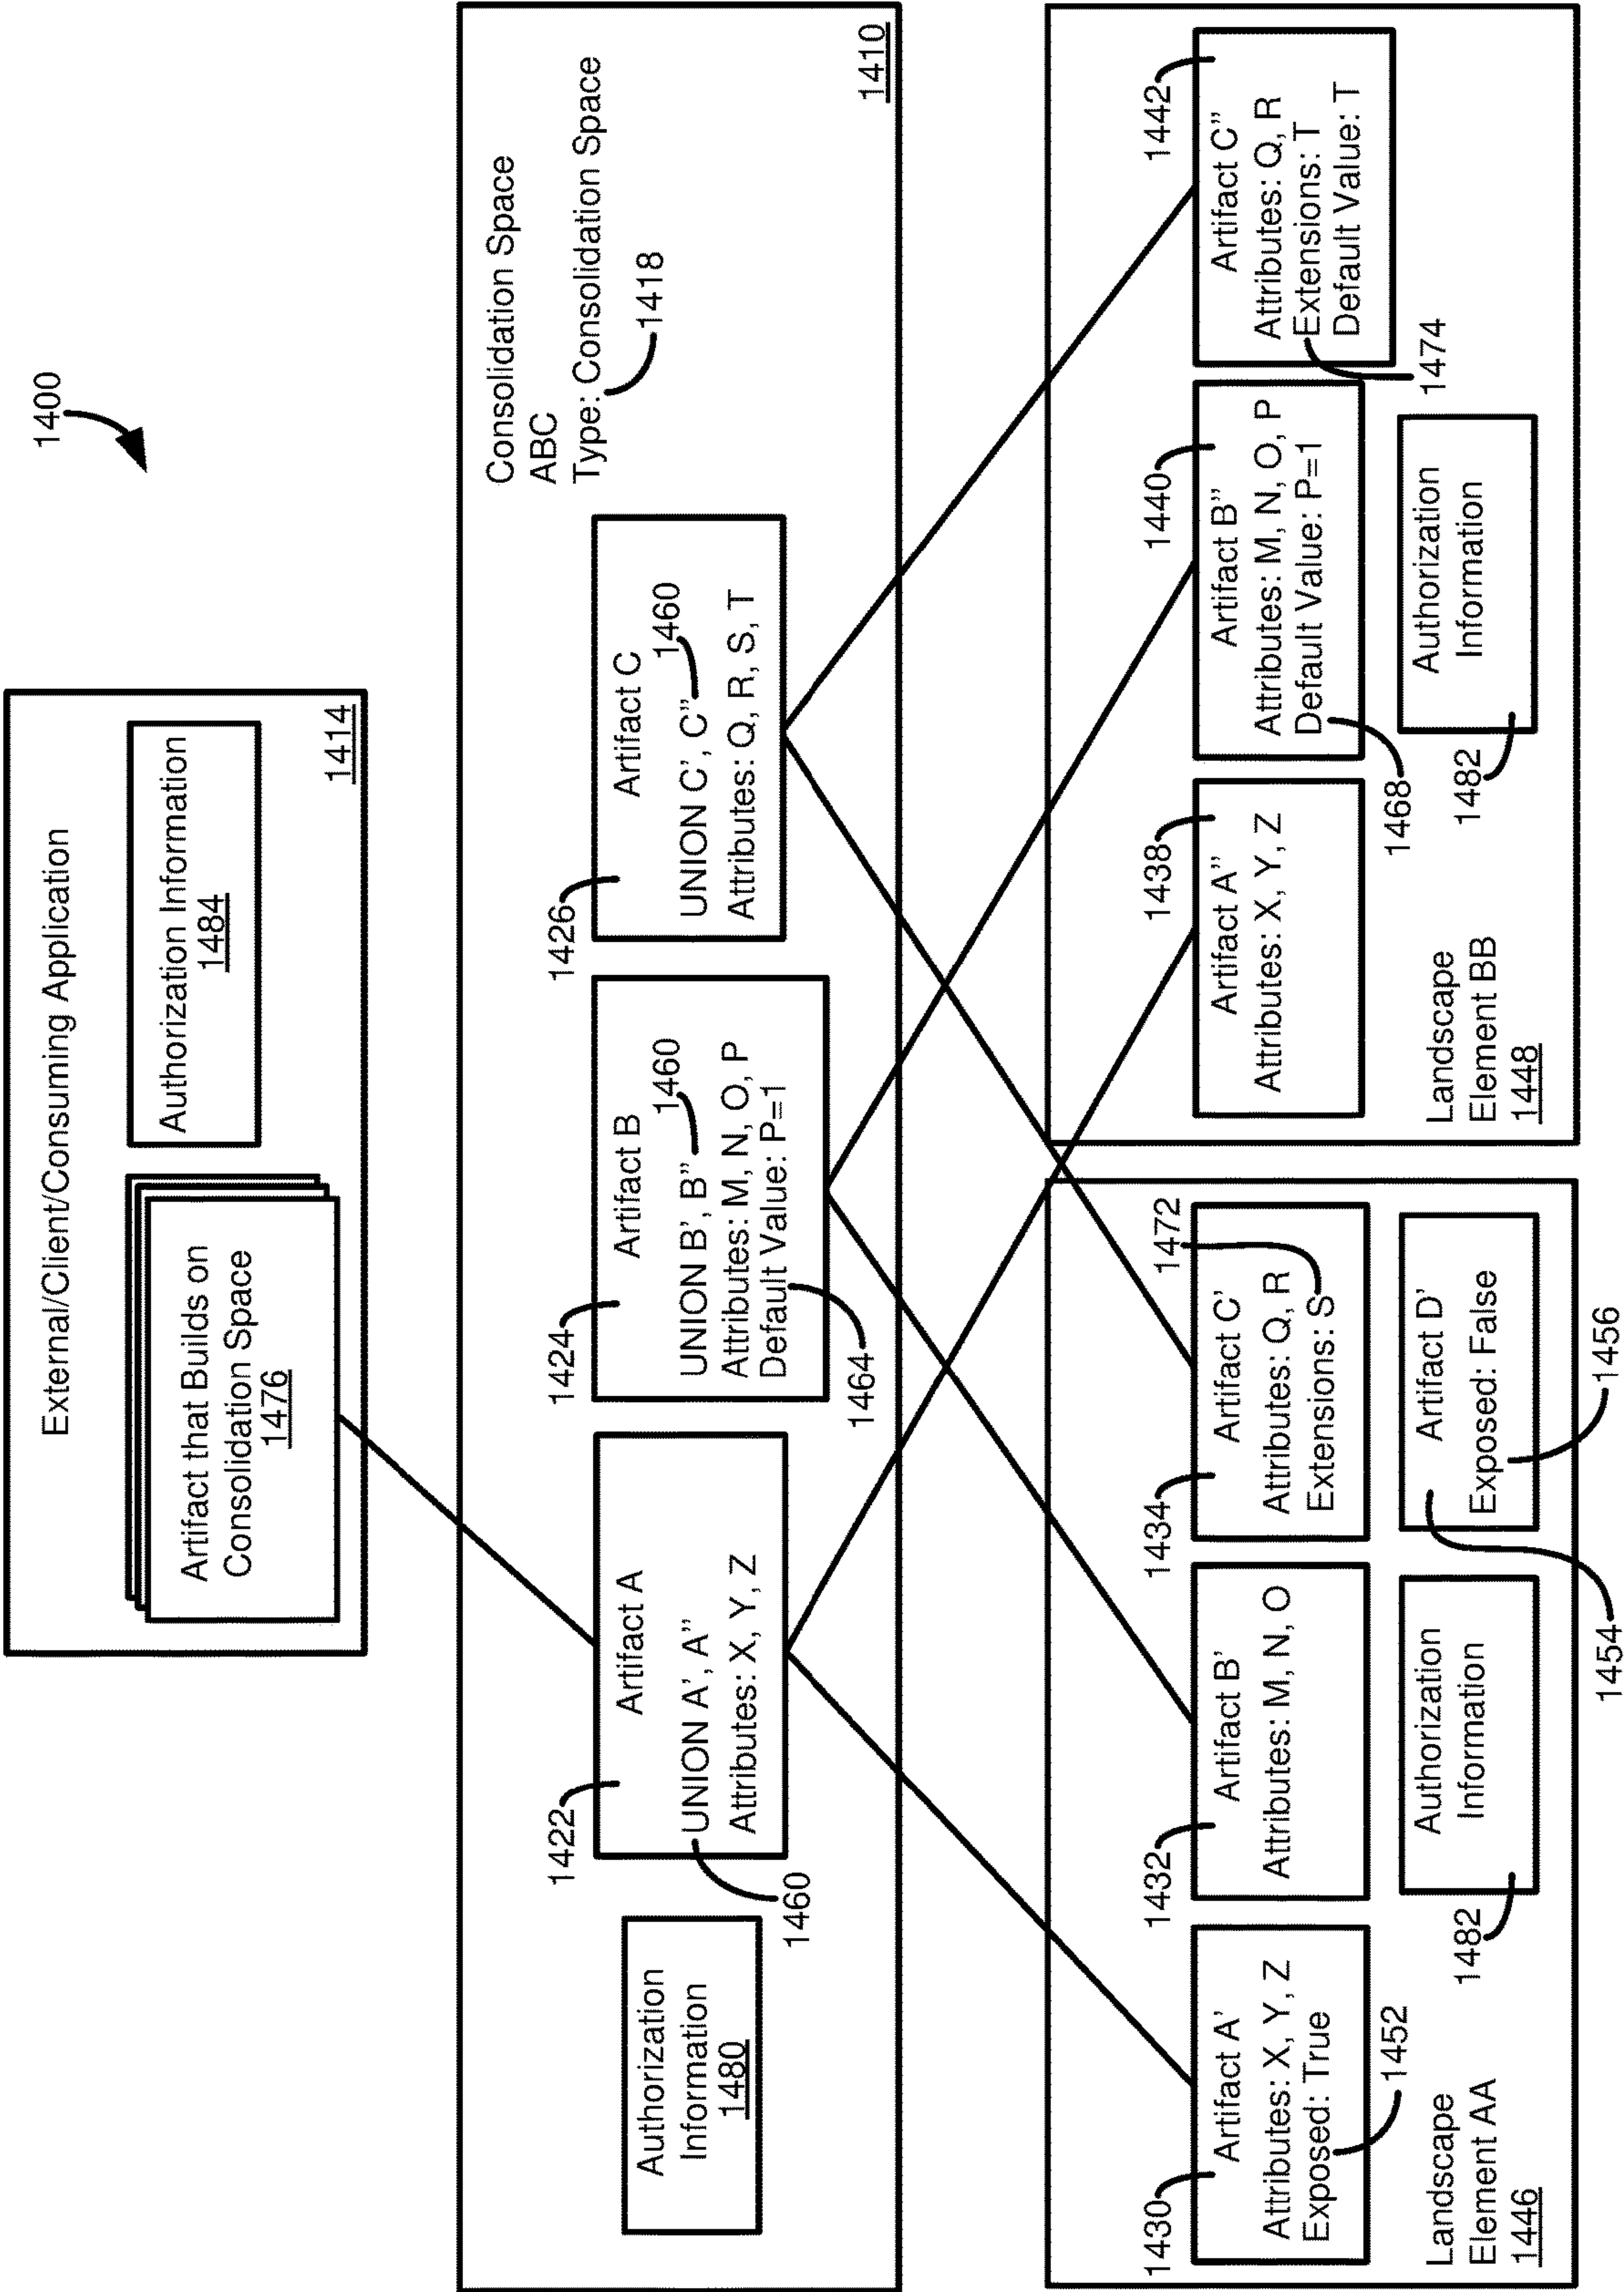 1400
External/Client/Consuming Application
Artifact that Builds on
Consolidation Space
1476
Authorization Information
1484
1414
Consolidation Space
ABC
Type: Consolidation Space
1418
Authorization
Information
1480
1422
Artifact A
UNION A', A"
Attributes: X, Y, Z
1460
1424
Artifact B
UNION B', B"
1460
Attributes: M, N, O, P
Default Value: P=1
1464
1426
Artifact C
UNION C', C"
1460
Attributes: Q, R, S, T
1410
1430
Artifact A'
Attributes: X, Y, Z
Exposed: True
1452
1432
Artifact B'
Attributes: M, N, O
1434
Artifact C'
Attributes: Q, R
Extensions: S
1472
Landscape
Element AA
1446
Authorization
Information
1482
Artifact D'
Exposed: False
1454
1456
1438
Artifact A"
Attributes: X, Y, Z
1440
Artifact B"
Attributes: M, N, O, P
Default Value: P=1
1468
1442
Artifact C"
Attributes: Q, R
Extensions: T
Default Value: T
1474
Landscape
Element BB
1448
Authorization
Information
1482